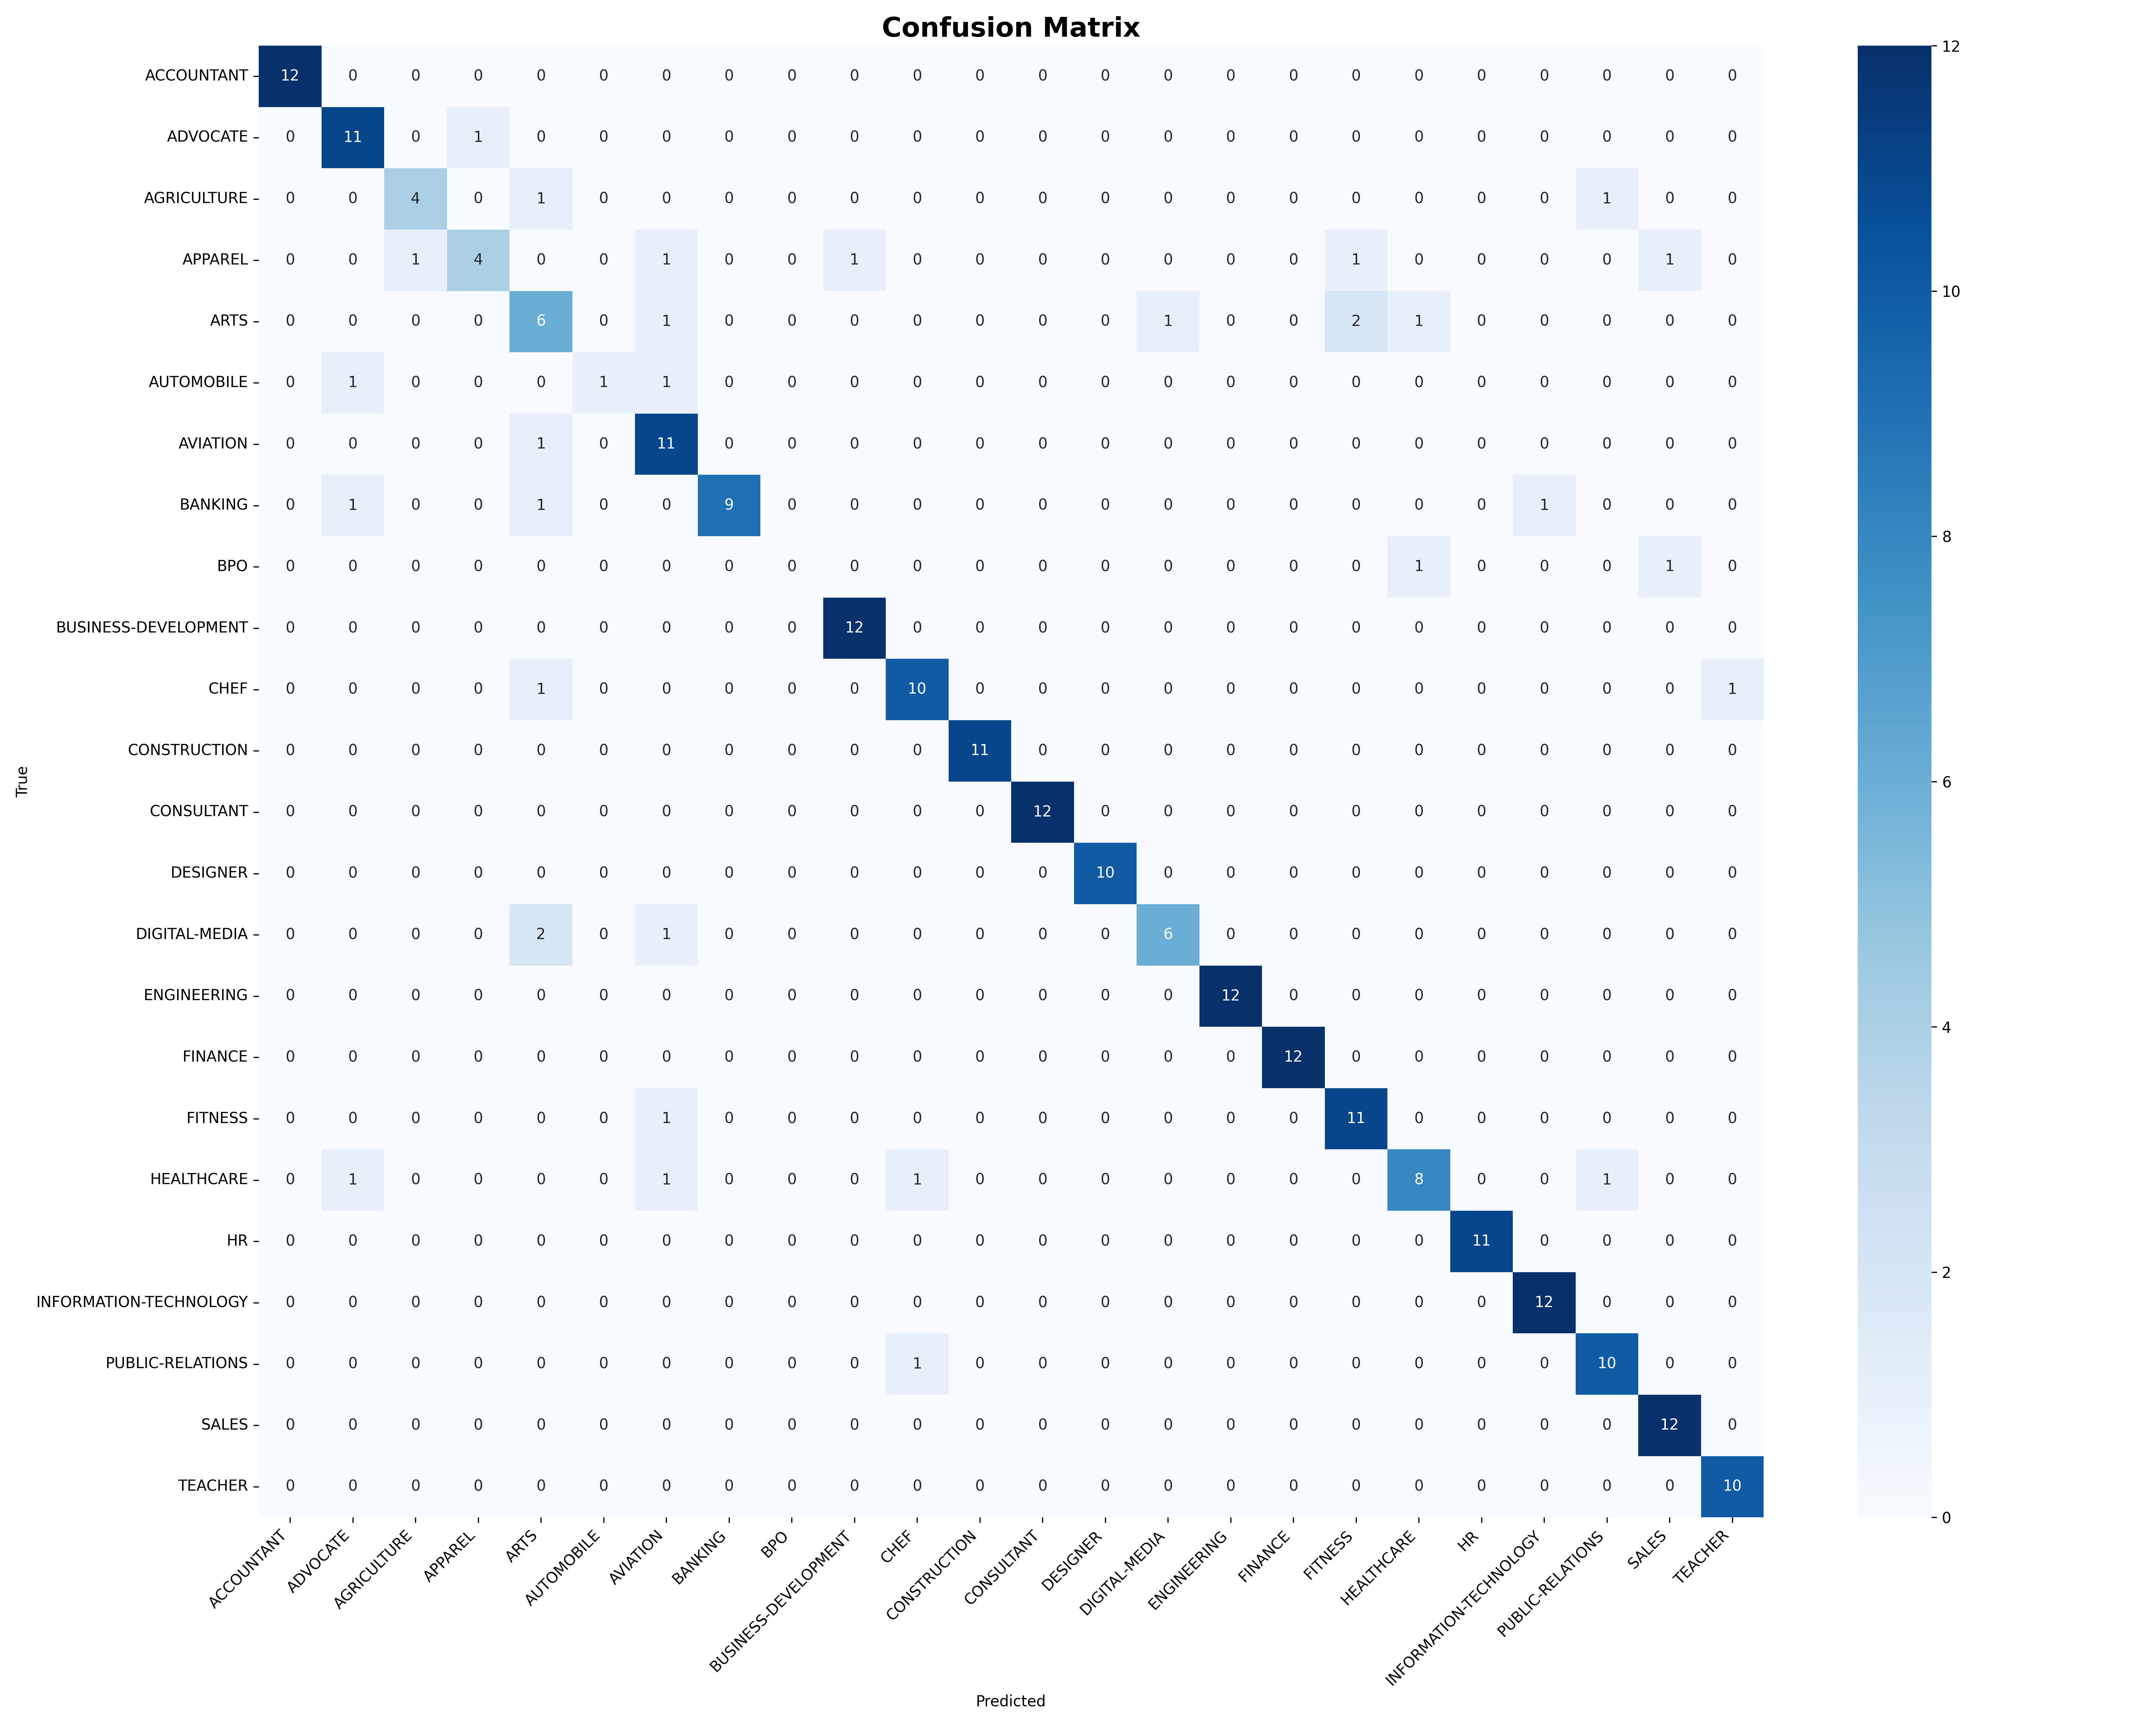 Confusion Matrix
ACCOUNTANT 12 0 0 0 0 0 0 0 0 0 0 0 0 0 0 0 0 0 0 0 0 0 0 0
ADVOCATE 0 11 0 1 0 0 0 0 0 0 0 0 0 0 0 0 0 0 0 0 0 0 0 0
AGRICULTURE 0 0 4 0 1 0 0 0 0 0 0 0 0 0 0 0 0 0 0 0 0 1 0 0
APPAREL 0 0 1 4 0 0 1 0 0 1 0 0 0 0 0 0 0 1 0 0 0 0 1 0
ARTS 0 0 0 0 6 0 1 0 0 0 0 0 0 0 1 0 0 2 1 0 0 0 0 0
AUTOMOBILE 0 1 0 0 0 1 1 0 0 0 0 0 0 0 0 0 0 0 0 0 0 0 0 0
AVIATION 0 0 0 0 1 0 11 0 0 0 0 0 0 0 0 0 0 0 0 0 0 0 0 0
BANKING 0 1 0 0 1 0 0 9 0 0 0 0 0 0 0 0 0 0 0 0 1 0 0 0
BPO 0 0 0 0 0 0 0 0 0 0 0 0 0 0 0 0 0 0 1 0 0 0 1 0
BUSINESS-DEVELOPMENT 0 0 0 0 0 0 0 0 0 12 0 0 0 0 0 0 0 0 0 0 0 0 0 0
CHEF 0 0 0 0 1 0 0 0 0 0 10 0 0 0 0 0 0 0 0 0 0 0 0 1
CONSTRUCTION 0 0 0 0 0 0 0 0 0 0 0 11 0 0 0 0 0 0 0 0 0 0 0 0
CONSULTANT 0 0 0 0 0 0 0 0 0 0 0 0 12 0 0 0 0 0 0 0 0 0 0 0
DESIGNER 0 0 0 0 0 0 0 0 0 0 0 0 0 10 0 0 0 0 0 0 0 0 0 0
DIGITAL-MEDIA 0 0 0 0 2 0 1 0 0 0 0 0 0 0 6 0 0 0 0 0 0 0 0 0
ENGINEERING 0 0 0 0 0 0 0 0 0 0 0 0 0 0 0 12 0 0 0 0 0 0 0 0
FINANCE 0 0 0 0 0 0 0 0 0 0 0 0 0 0 0 0 12 0 0 0 0 0 0 0
FITNESS 0 0 0 0 0 0 1 0 0 0 0 0 0 0 0 0 0 11 0 0 0 0 0 0
HEALTHCARE 0 1 0 0 0 0 1 0 0 0 1 0 0 0 0 0 0 0 8 0 0 1 0 0
HR 0 0 0 0 0 0 0 0 0 0 0 0 0 0 0 0 0 0 0 11 0 0 0 0
INFORMATION-TECHNOLOGY 0 0 0 0 0 0 0 0 0 0 0 0 0 0 0 0 0 0 0 0 12 0 0 0
PUBLIC-RELATIONS 0 0 0 0 0 0 0 0 0 0 1 0 0 0 0 0 0 0 0 0 0 10 0 0
SALES 0 0 0 0 0 0 0 0 0 0 0 0 0 0 0 0 0 0 0 0 0 0 12 0
TEACHER 0 0 0 0 0 0 0 0 0 0 0 0 0 0 0 0 0 0 0 0 0 0 0 10
True
ACCOUNTANT
ADVOCATE
AGRICULTURE
APPAREL
ARTS
AUTOMOBILE
AVIATION
BANKING
BPO
BUSINESS-DEVELOPMENT
CHEF
CONSTRUCTION
CONSULTANT
DESIGNER
DIGITAL-MEDIA
ENGINEERING
FINANCE
FITNESS
HEALTHCARE
HR
INFORMATION-TECHNOLOGY
PUBLIC-RELATIONS
SALES
TEACHER
Predicted
12
10
8
6
4
2
0